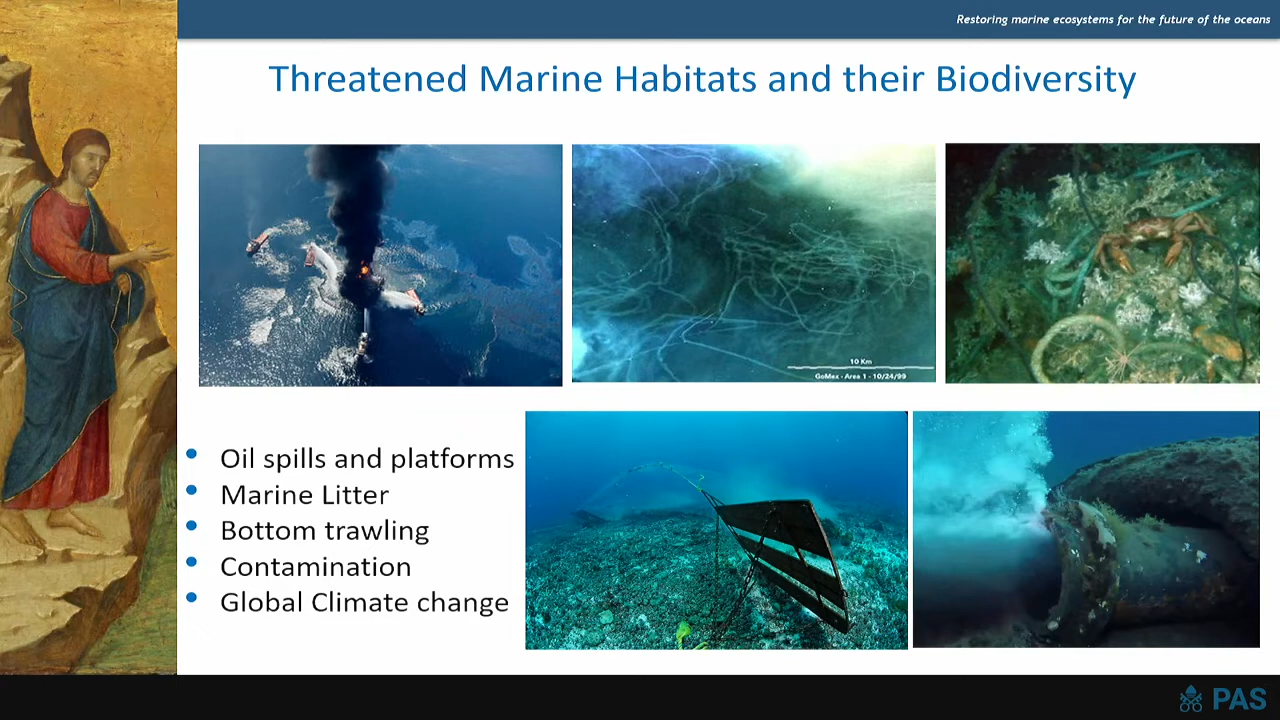 Restoring marine ecosystems for the future of the oceans
Threatened Marine Habitats and their Biodiversity
10 Km
GoMex - Area 1 - 10/24/99
• Oil spills and platforms
• Marine Litter
• Bottom trawling
• Contamination
• Global Climate change
PAS